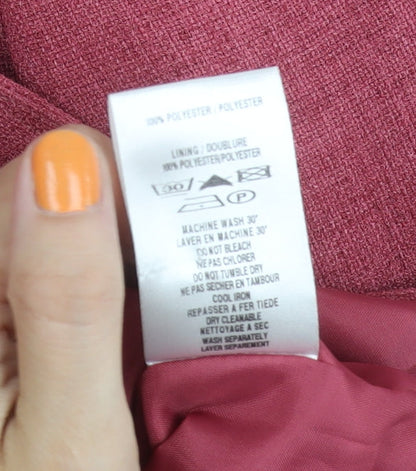 100% POLYESTER / POLYESTER
LINING / DOUBLURE
100% POLYESTER/POLYESTER
30
P
MACHINE WASH 30°
LAVER EN MACHINE 30°
DO NOT BLEACH
NE PAS CHLORER
DO NOT TUMBLE DRY
NE PAS SECHER EN TAMBOUR
COOL IRON
REPASSER A FER TIEDE
DRY CLEANABLE
NETTOYAGE A SEC
WASH SEPARATELY
LAVER SEPAREMENT